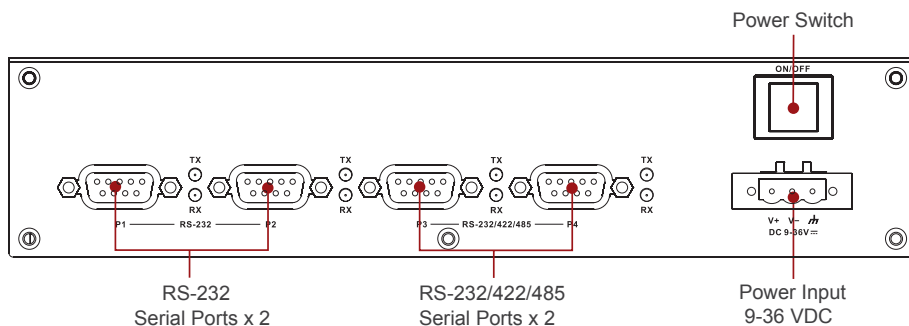 Power Switch
ON/OFF
TX TX TX TX
RX RX RX RX
P1 RS-232 P2 P3 RS-232/422/485 P4
V+ V-
DC 9-36V
RS-232
Serial Ports x 2
RS-232/422/485
Serial Ports x 2
Power Input
9-36 VDC